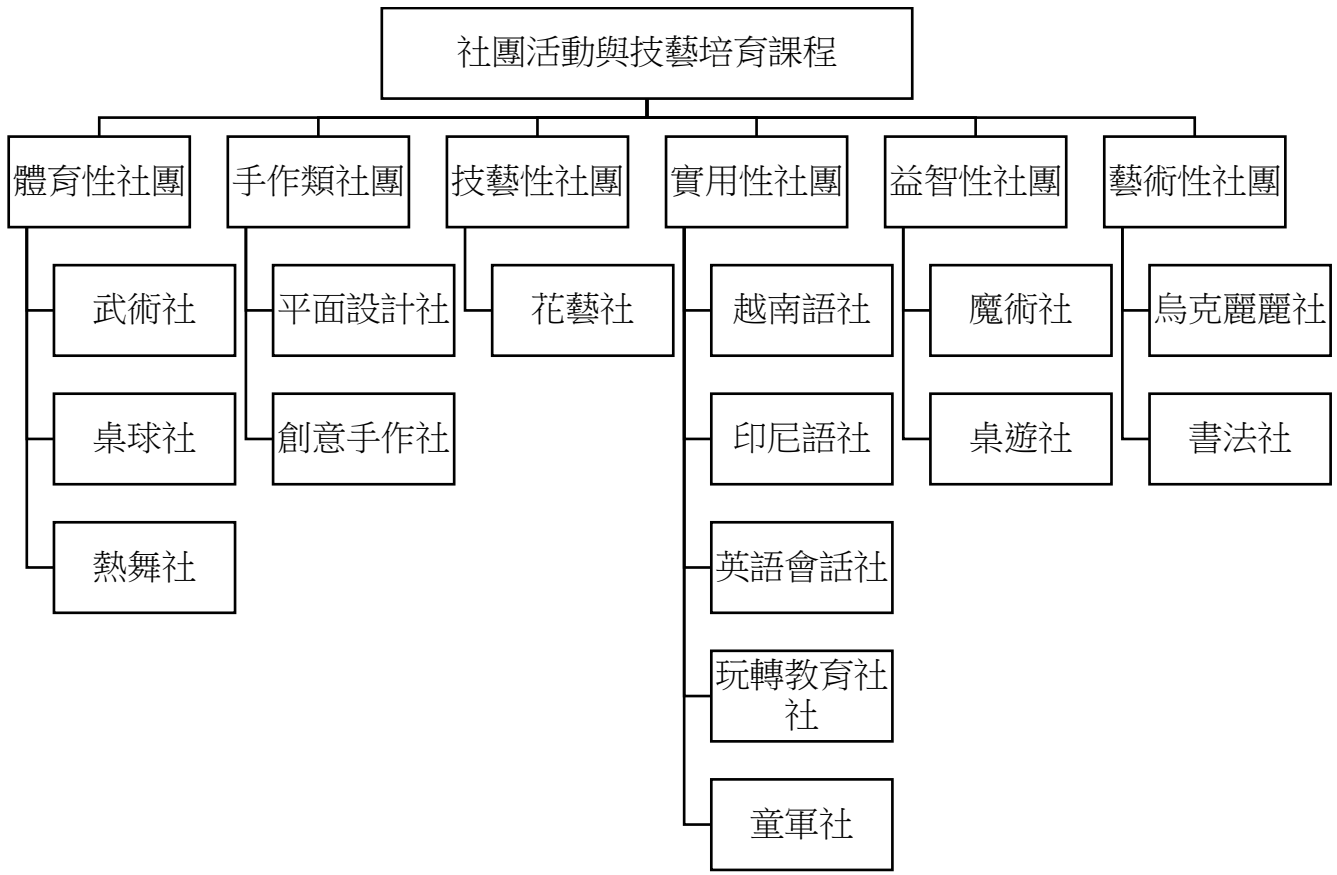 社團活動與技藝培育課程
體育性社團
手作類社團
技藝性社團
實用性社團
益智性社團
藝術性社團
武術社
平面設計社
花藝社
越南語社
魔術社
烏克麗麗社
桌球社
創意手作社
印尼語社
桌遊社
書法社
熱舞社
英語會話社
玩轉教育社
社
童軍社